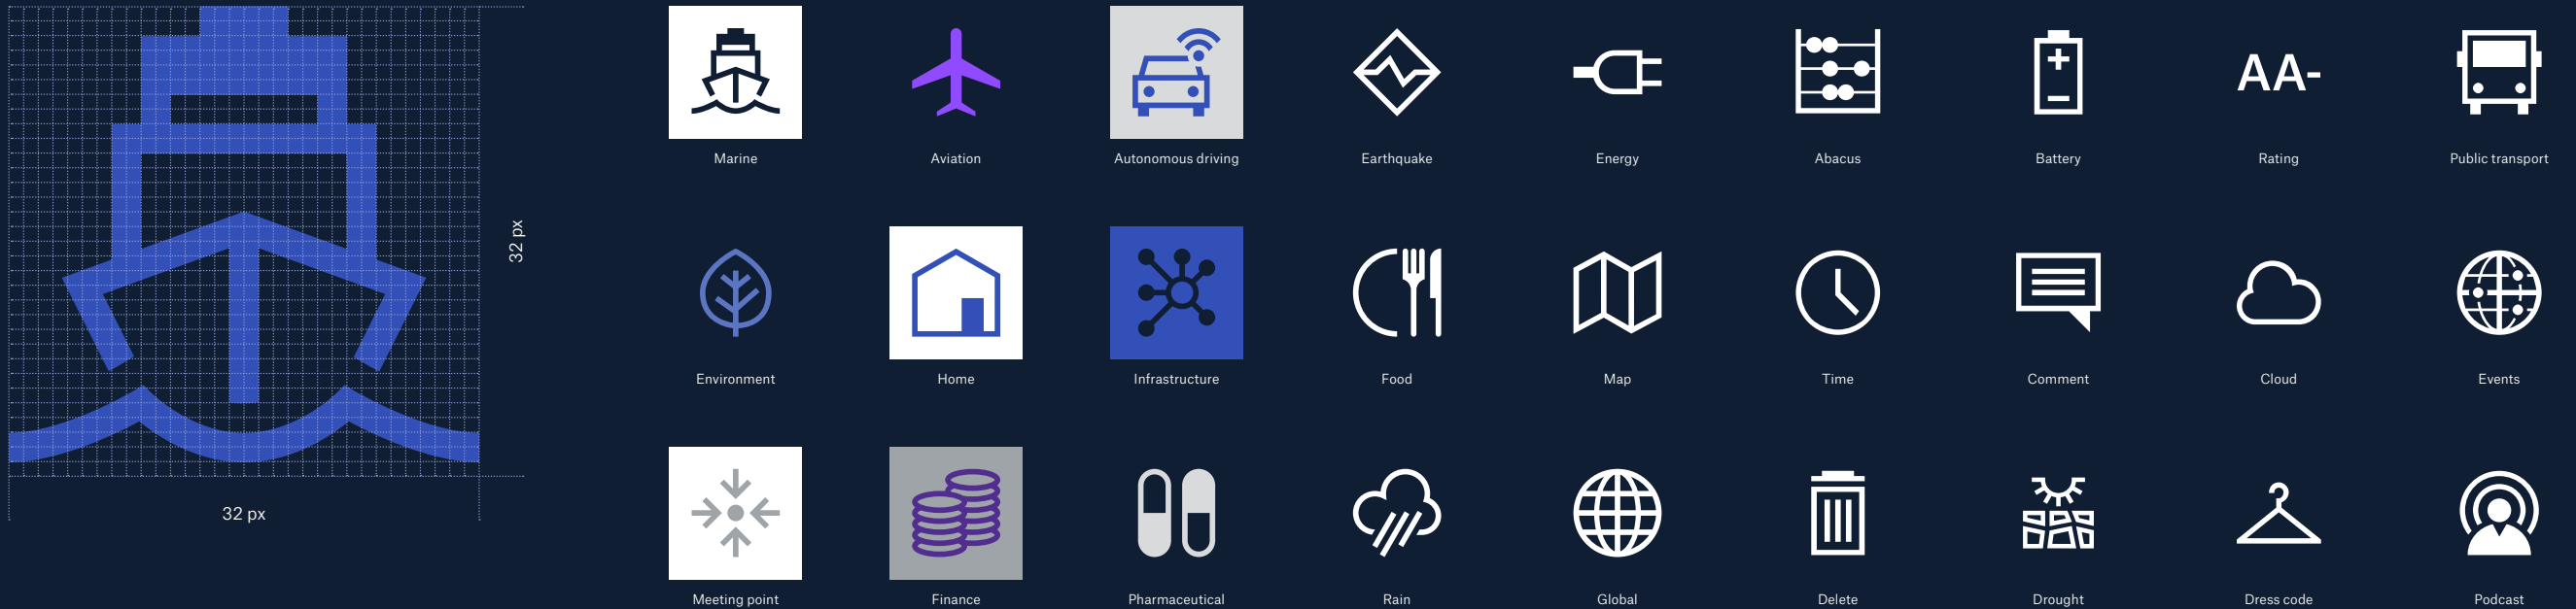 32 px
32 px
AA-
Marine
Aviation
Autonomous driving
Earthquake
Energy
Abacus
Battery
Rating
Public transport
Environment
Home
Infrastructure
Food
Map
Time
Comment
Cloud
Events
Meeting point
Finance
Pharmaceutical
Rain
Global
Delete
Drought
Dress code
Podcast